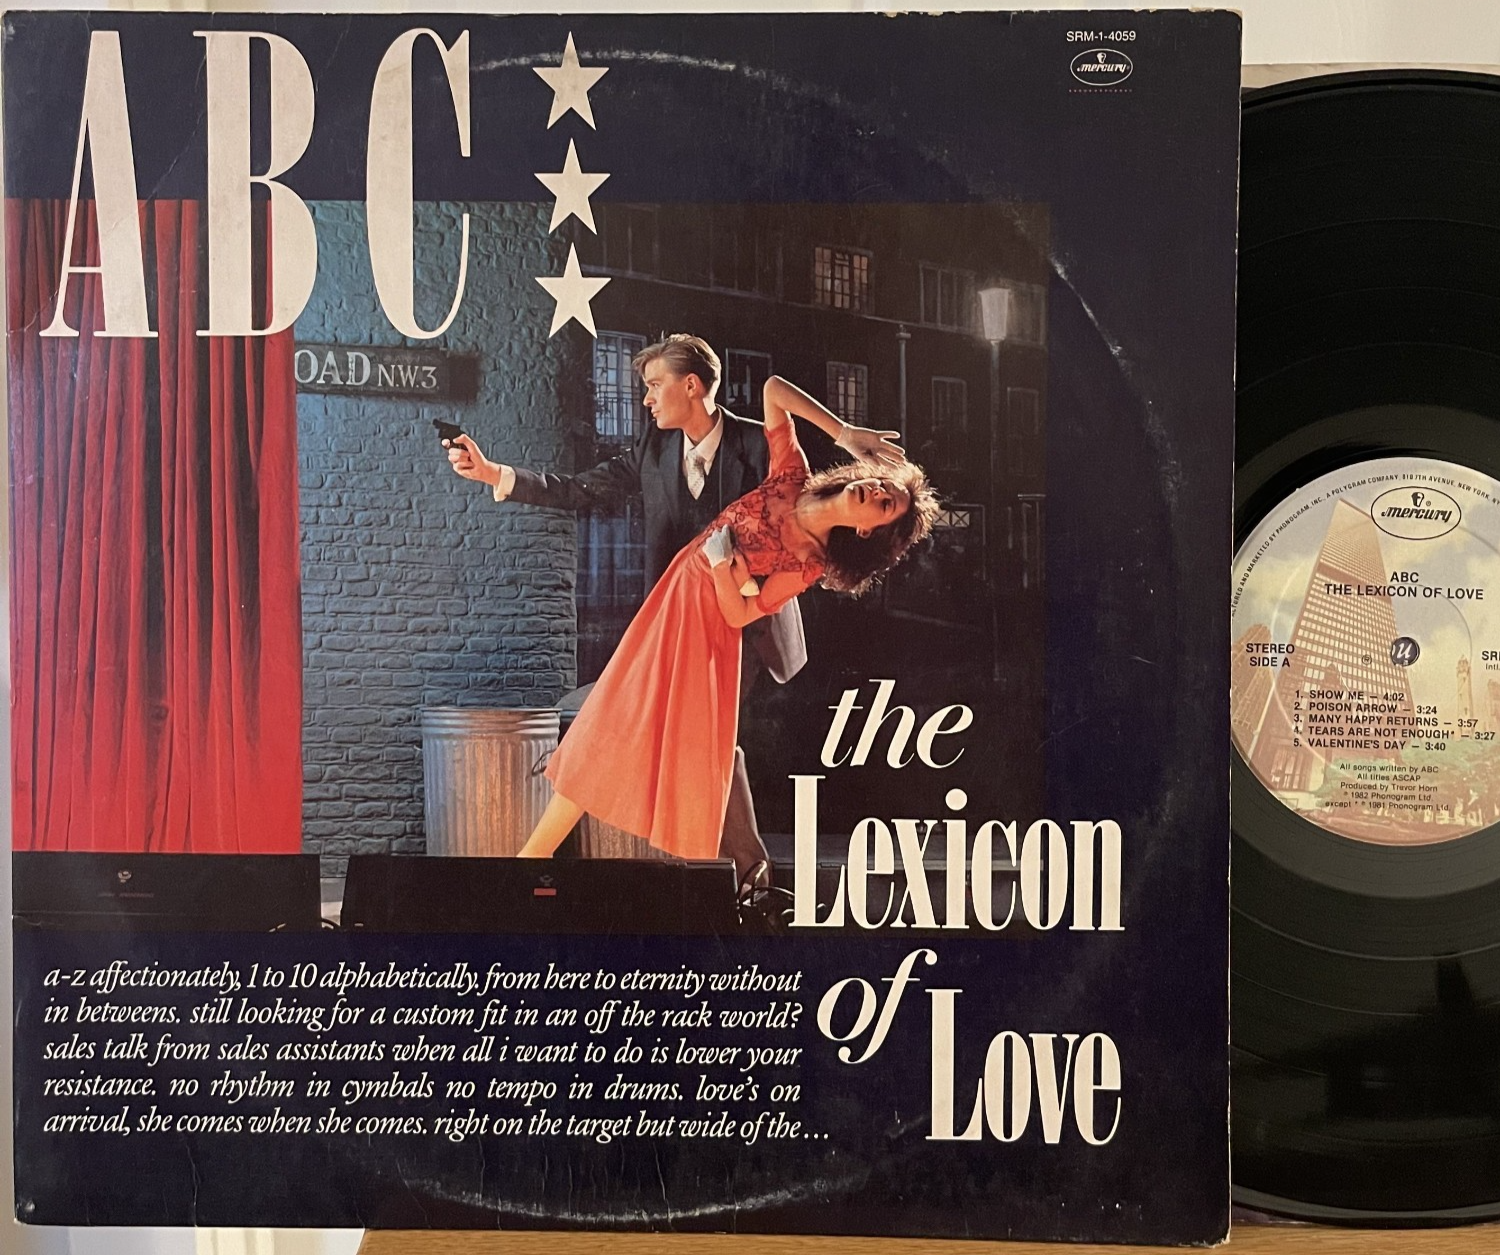 ABC
SRM-1-4059
mercury
OAD N.W.3
the
Lexicon
of
Love
a-z affectionately, 1 to 10 alphabetically. from here to eternity without
in betweens. still looking for a custom fit in an off the rack world?
sales talk from sales assistants when all i want to do is lower your
resistance. no rhythm in cymbals no tempo in drums. love's on
arrival, she comes when she comes. right on the target but wide of the...
mercury
ABC
THE LEXICON OF LOVE
STEREO
SIDE A
1. SHOW ME — 4:02
2. POISON ARROW — 3:24
3. MANY HAPPY RETURNS — 3:57
4. TEARS ARE NOT ENOUGH* — 3:27
5. VALENTINE'S DAY — 3:40
All songs written by ABC
All titles ASCAP
Produced by Trevor Horn
℗ 1982 Phonogram Ltd.
except * ℗ 1981 Phonogram Ltd.